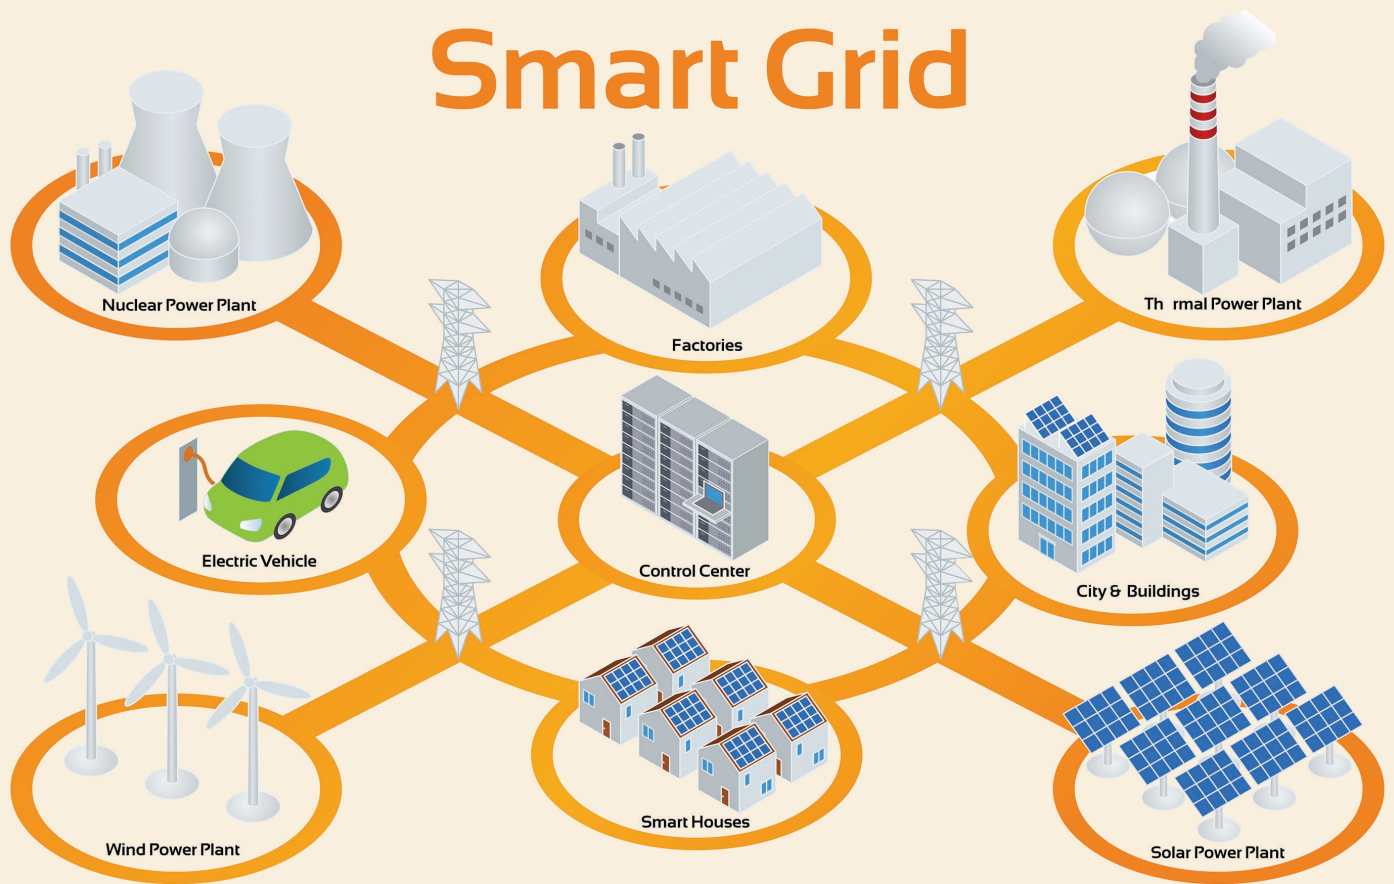 Smart Grid
Nuclear Power Plant
Factories
Th rmal Power Plant
Electric Vehicle
Control Center
City & Buildings
Wind Power Plant
Smart Houses
Solar Power Plant